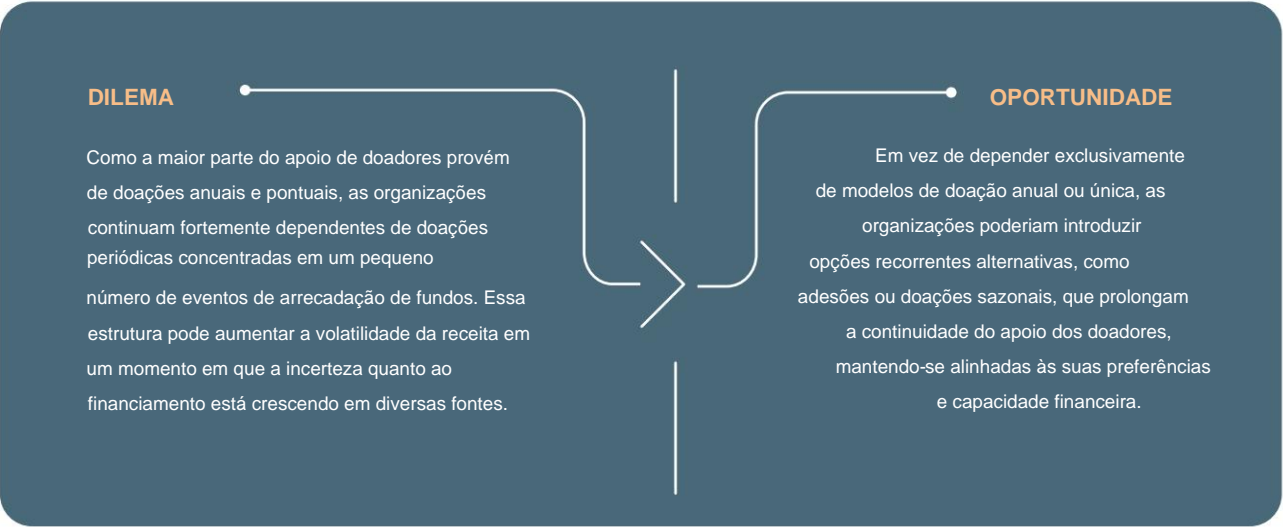 DILEMA
Como a maior parte do apoio de doadores provém
de doações anuais e pontuais, as organizações
continuam fortemente dependentes de doações
periódicas concentradas em um pequeno
número de eventos de arrecadação de fundos. Essa
estrutura pode aumentar a volatilidade da receita em
um momento em que a incerteza quanto ao
financiamento está crescendo em diversas fontes.
OPORTUNIDADE
Em vez de depender exclusivamente
de modelos de doação anual ou única, as
organizações poderiam introduzir
opções recorrentes alternativas, como
adesões ou doações sazonais, que prolongam
a continuidade do apoio dos doadores,
mantendo-se alinhadas às suas preferências
e capacidade financeira.